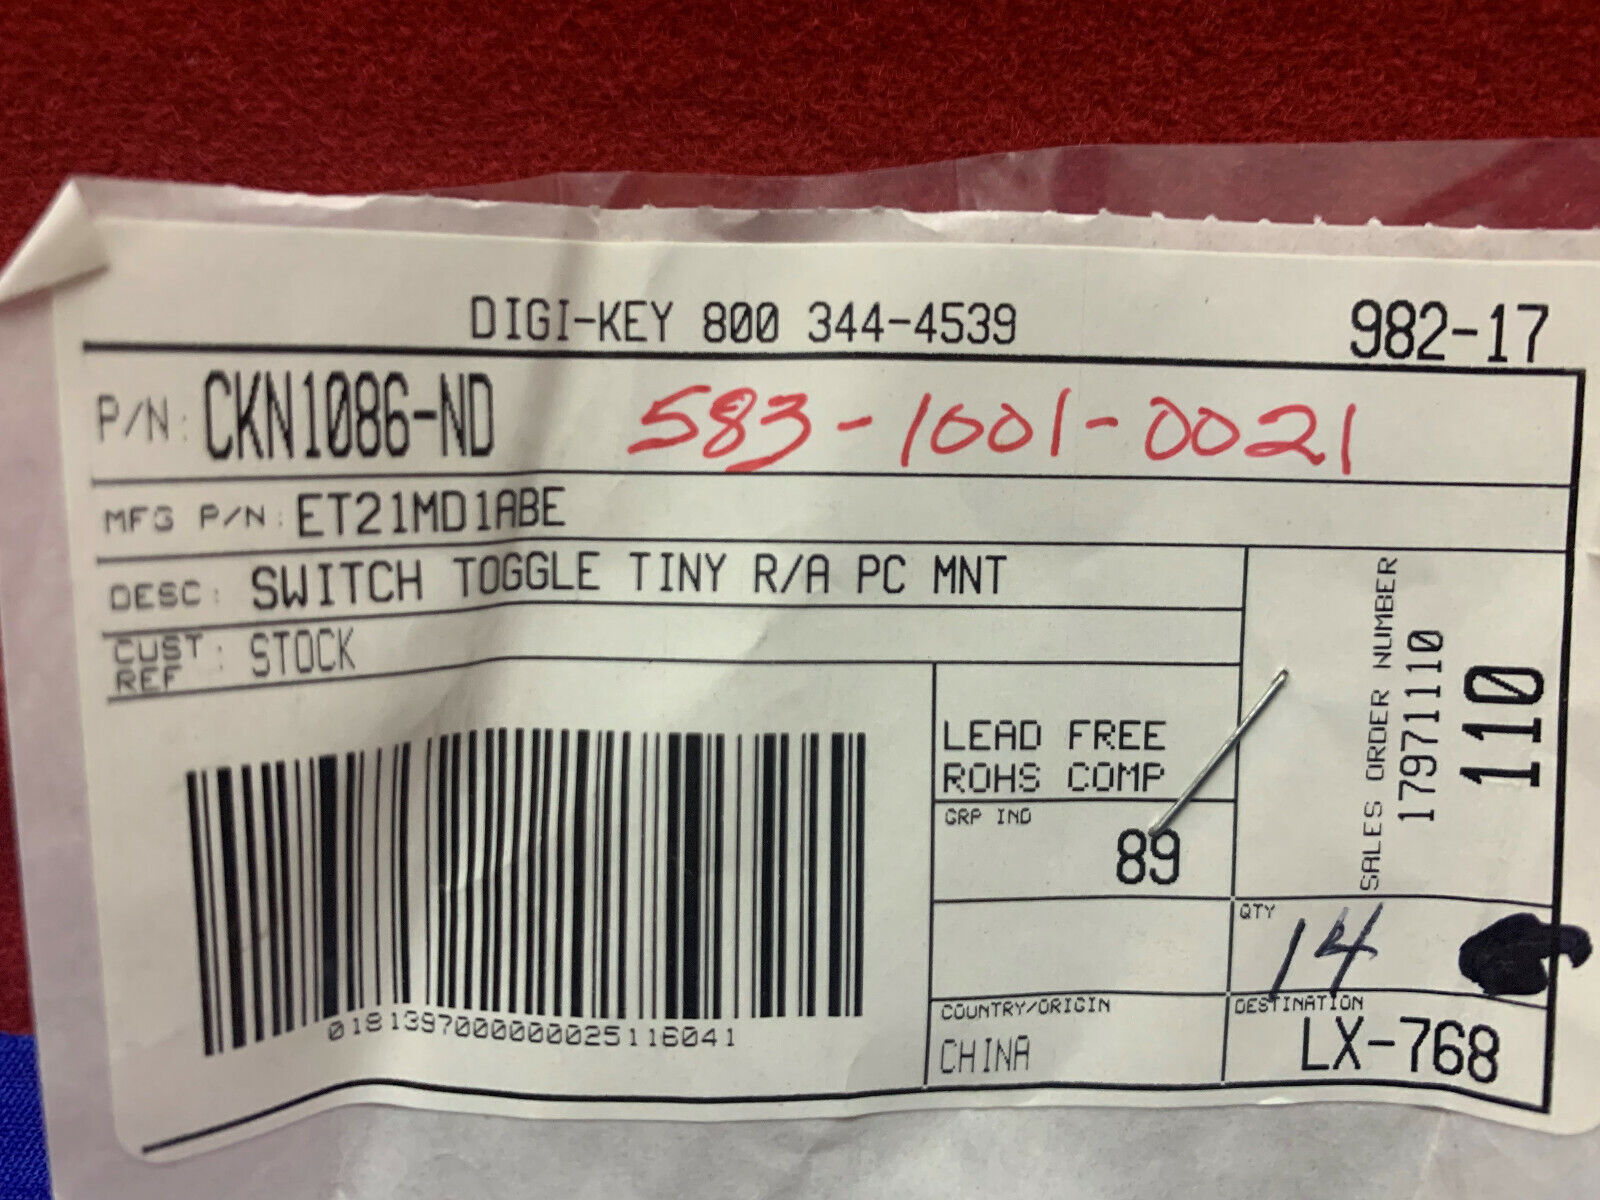 DIGI-KEY 800 344-4539 982-17
P/N: CKN1086-ND 583-1001-0021
MFG P/N: ET21MD1ABE
DESC: SWITCH TOGGLE TINY R/A PC MNT
CUST REF : STOCK
LEAD FREE
ROHS COMP
GRP IND
89
SALES ORDER NUMBER
17971110
110
QTY
14
0181397000000025116041
COUNTRY/ORIGIN
CHINA
DESTINATION
LX-768